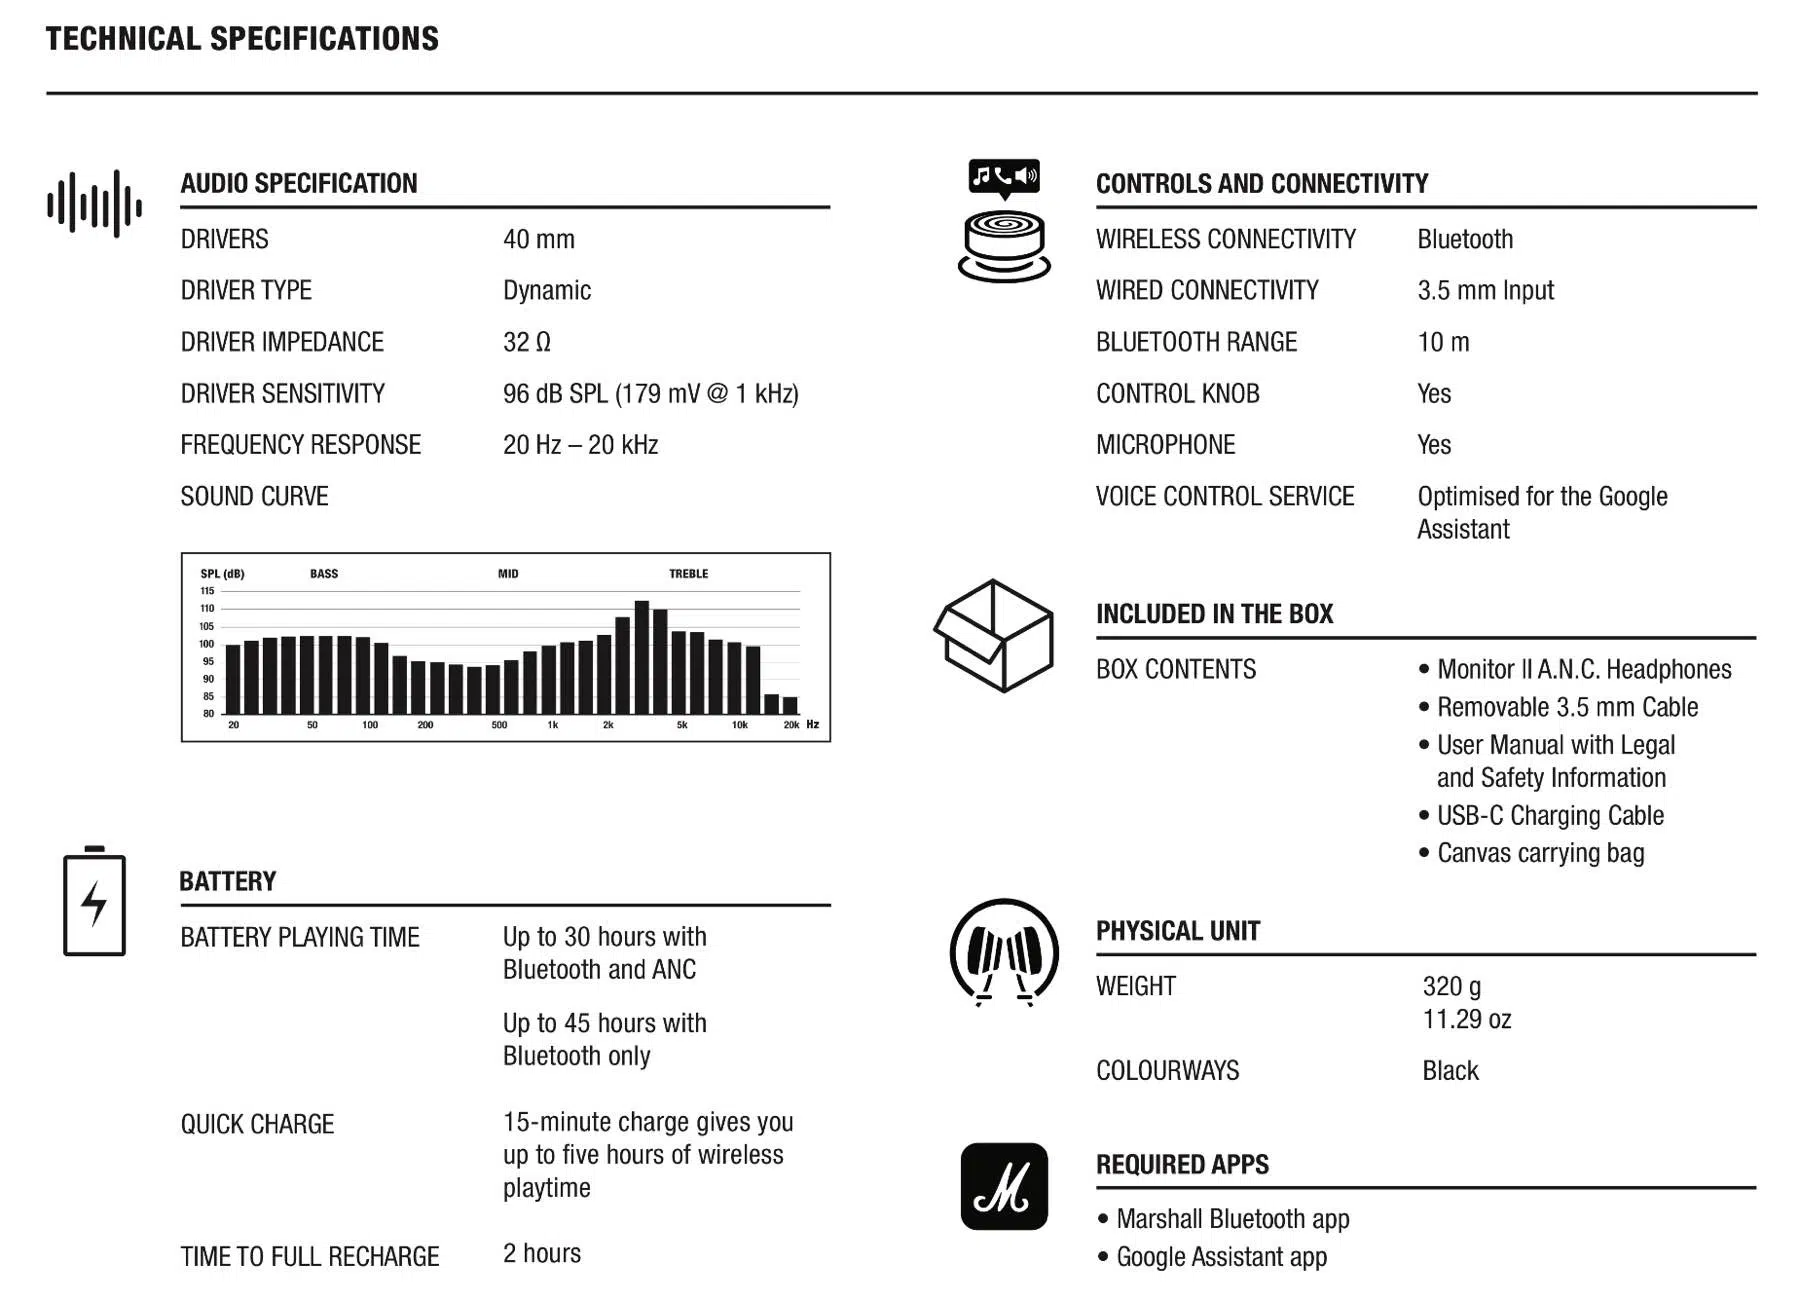 TECHNICAL SPECIFICATIONS
AUDIO SPECIFICATION
DRIVERS 40 mm
DRIVER TYPE Dynamic
DRIVER IMPEDANCE 32 Ω
DRIVER SENSITIVITY 96 dB SPL (179 mV @ 1 kHz)
FREQUENCY RESPONSE 20 Hz – 20 kHz
SOUND CURVE
SPL (dB) BASS MID TREBLE
115
110
105
100
95
90
85
80
20 50 100 200 500 1k 2k 5k 10k 20k Hz
BATTERY
BATTERY PLAYING TIME Up to 30 hours with
Bluetooth and ANC
Up to 45 hours with
Bluetooth only
QUICK CHARGE 15-minute charge gives you
up to five hours of wireless
playtime
TIME TO FULL RECHARGE 2 hours
CONTROLS AND CONNECTIVITY
WIRELESS CONNECTIVITY Bluetooth
WIRED CONNECTIVITY 3.5 mm Input
BLUETOOTH RANGE 10 m
CONTROL KNOB Yes
MICROPHONE Yes
VOICE CONTROL SERVICE Optimised for the Google
Assistant
INCLUDED IN THE BOX
BOX CONTENTS • Monitor II A.N.C. Headphones
• Removable 3.5 mm Cable
• User Manual with Legal
and Safety Information
• USB-C Charging Cable
• Canvas carrying bag
PHYSICAL UNIT
WEIGHT 320 g
11.29 oz
COLOURWAYS Black
M
REQUIRED APPS
• Marshall Bluetooth app
• Google Assistant app